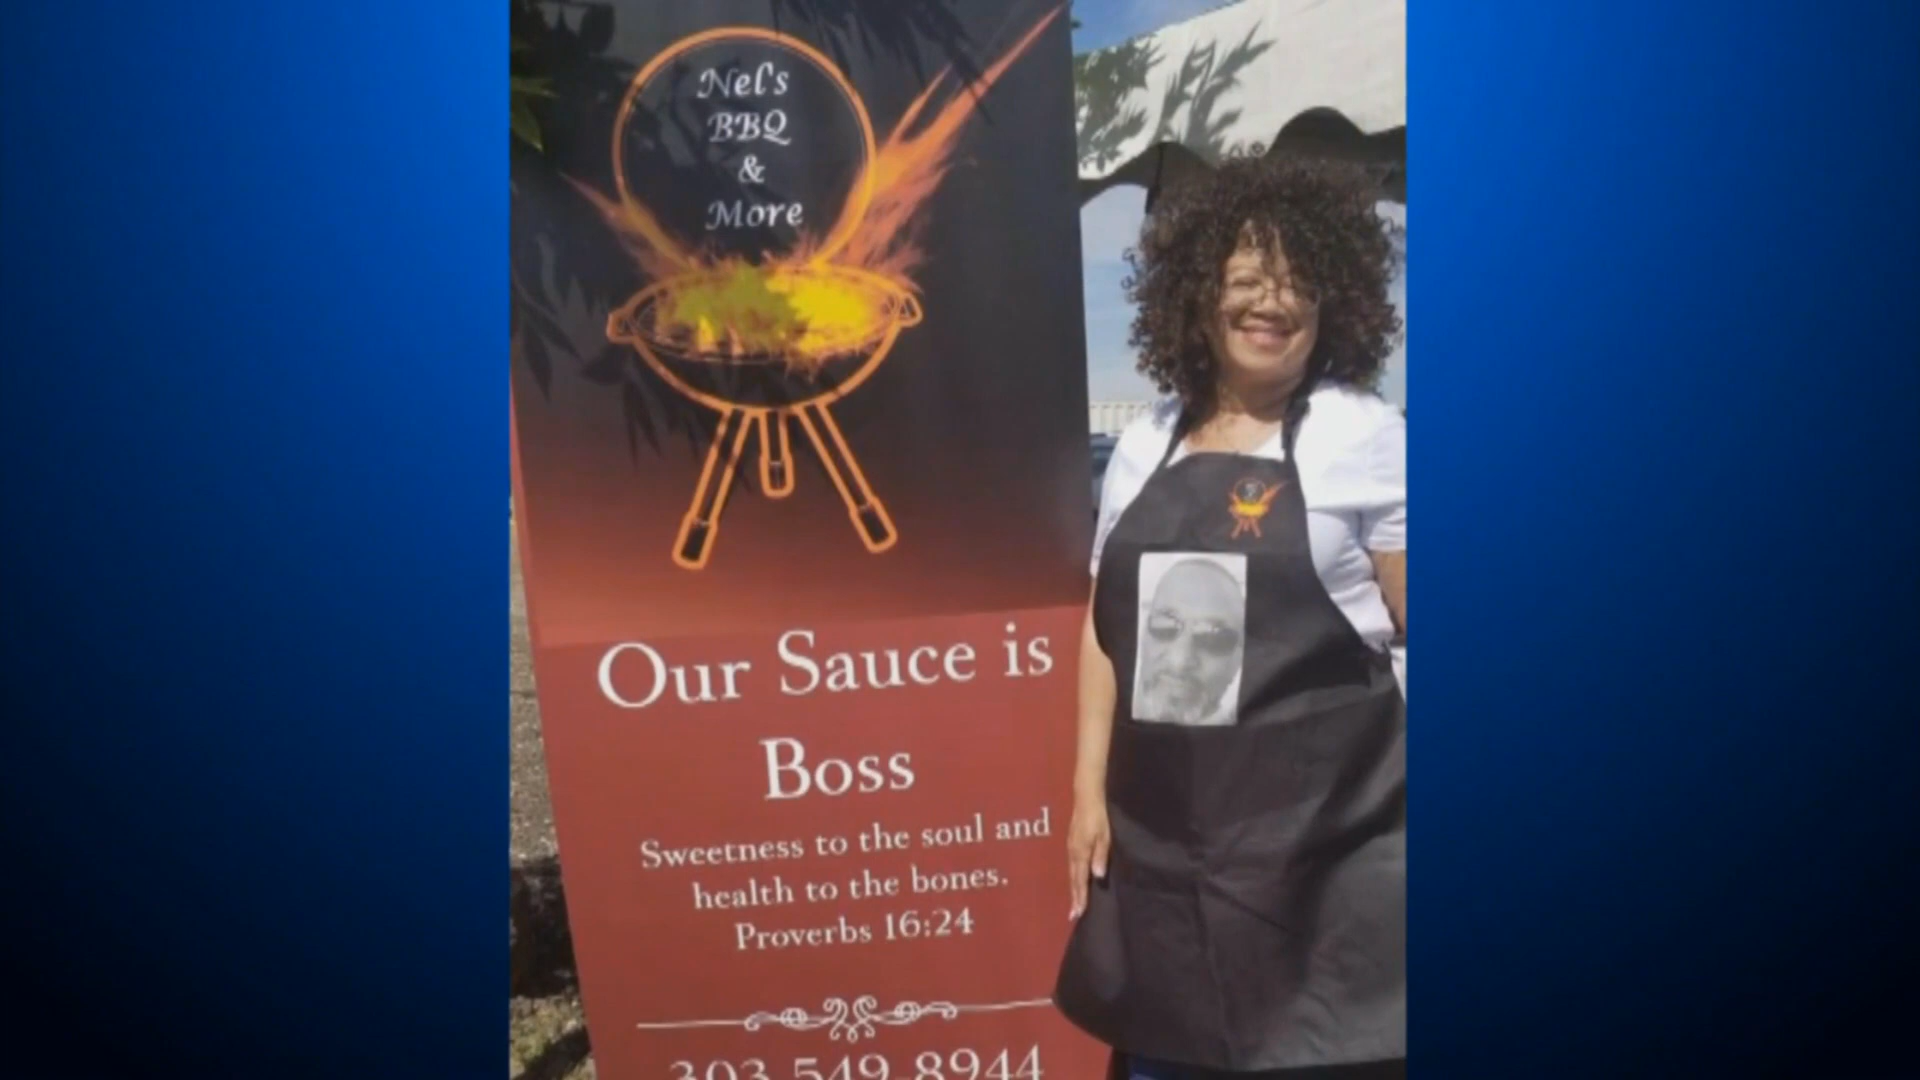 Nel's
BBQ
&
More
Our Sauce is
Boss
Sweetness to the soul and
health to the bones.
Proverbs 16:24
303 549-8944